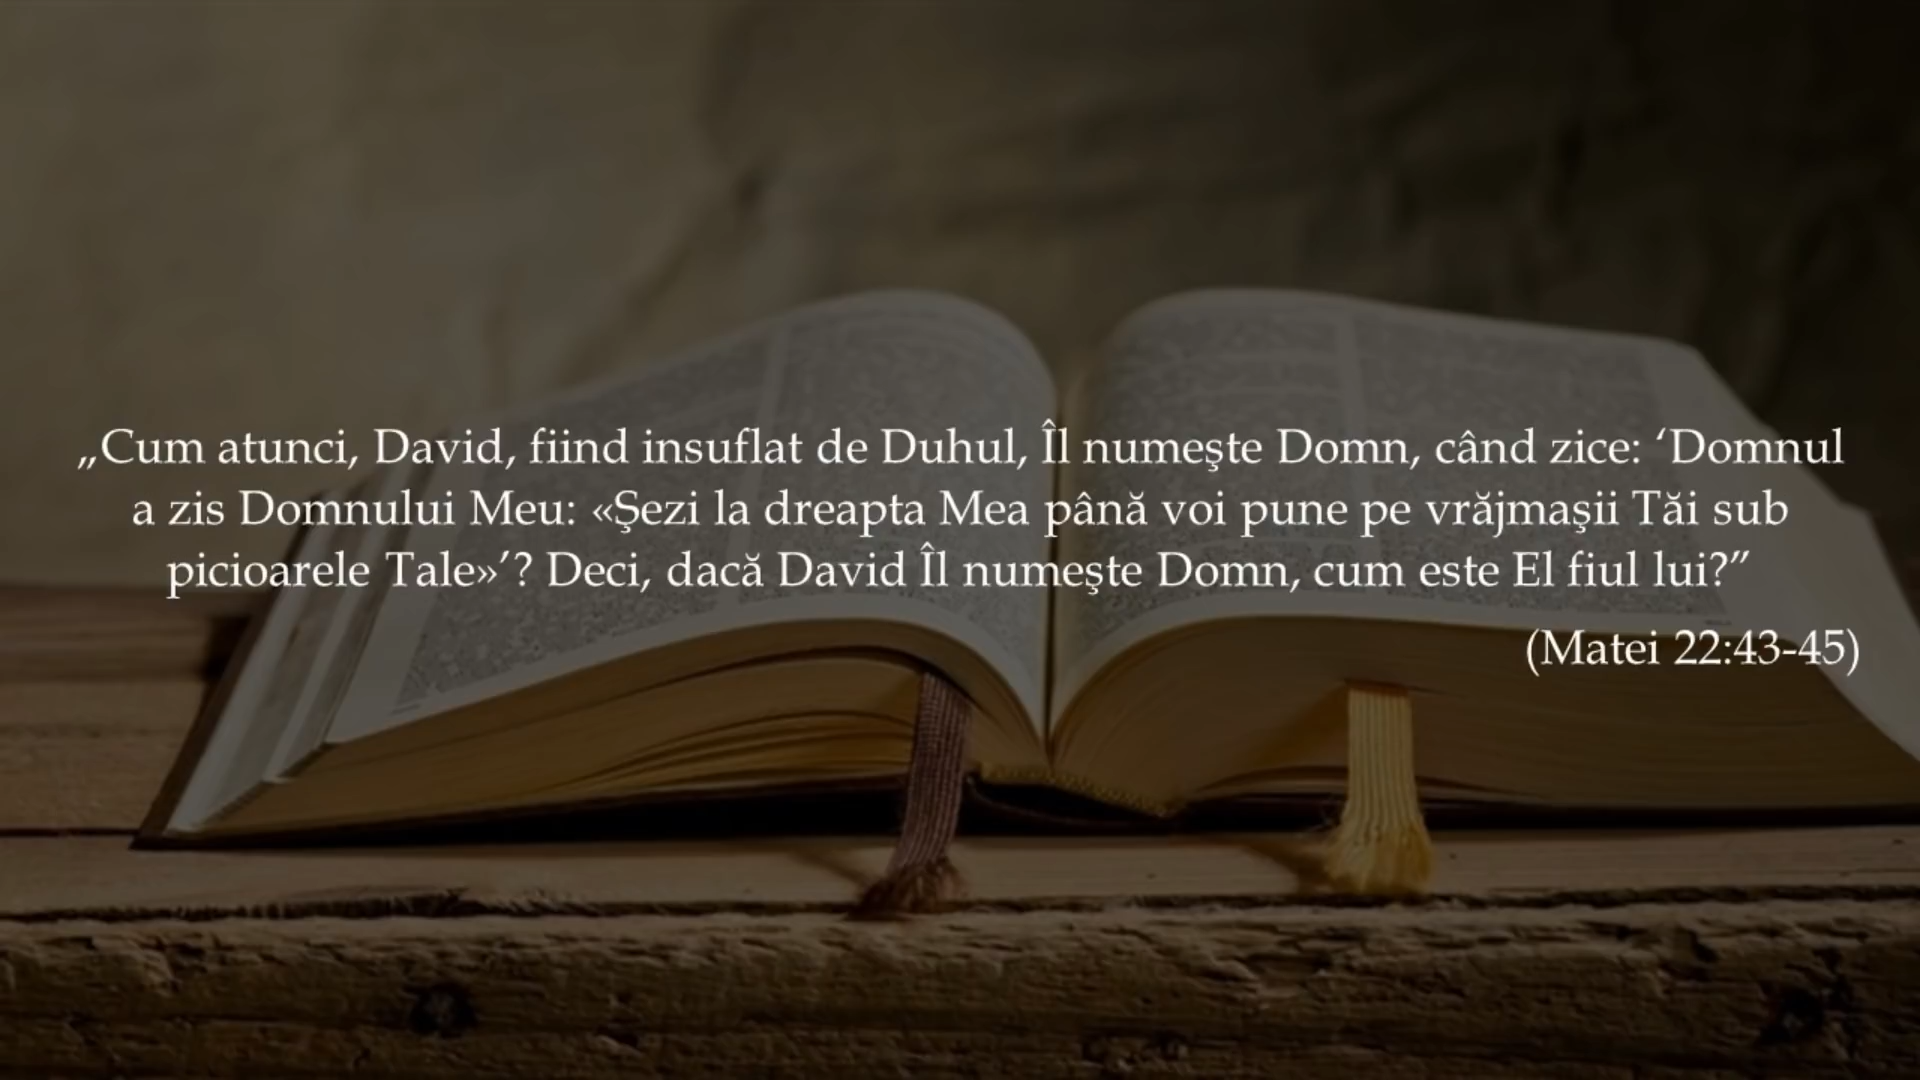 „Cum atunci, David, fiind insuflat de Duhul, Îl numeşte Domn, când zice: ‘Domnul
a zis Domnului Meu: «Şezi la dreapta Mea până voi pune pe vrăjmaşii Tăi sub
picioarele Tale»’? Deci, dacă David Îl numeşte Domn, cum este El fiul lui?”
(Matei 22:43-45)